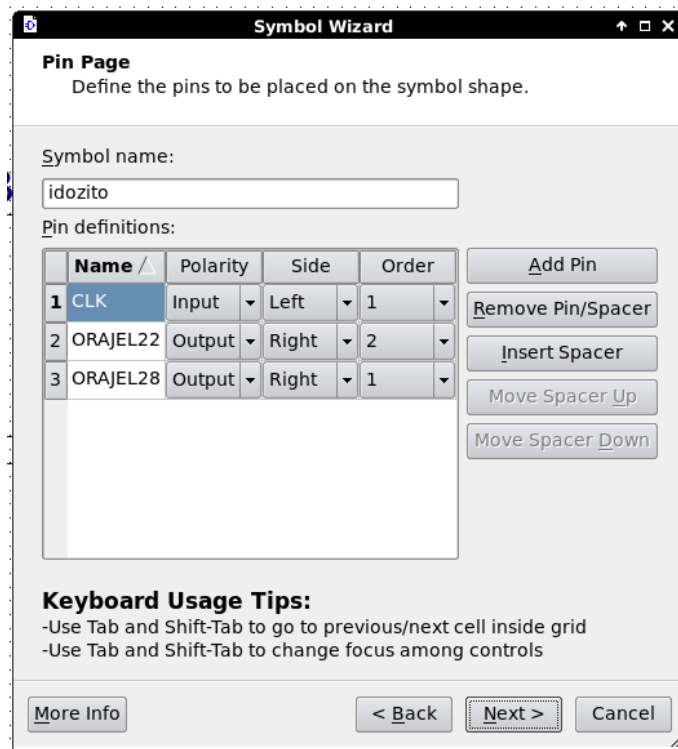 Symbol Wizard
Pin Page
Define the pins to be placed on the symbol shape.
Symbol name:
idozito
Pin definitions:
Name Polarity Side Order
1 CLK Input Left 1
2 ORAJEL22 Output Right 2
3 ORAJEL28 Output Right 1
Add Pin
Remove Pin/Spacer
Insert Spacer
Move Spacer Up
Move Spacer Down
Keyboard Usage Tips:
-Use Tab and Shift-Tab to go to previous/next cell inside grid
-Use Tab and Shift-Tab to change focus among controls
More Info < Back Next > Cancel